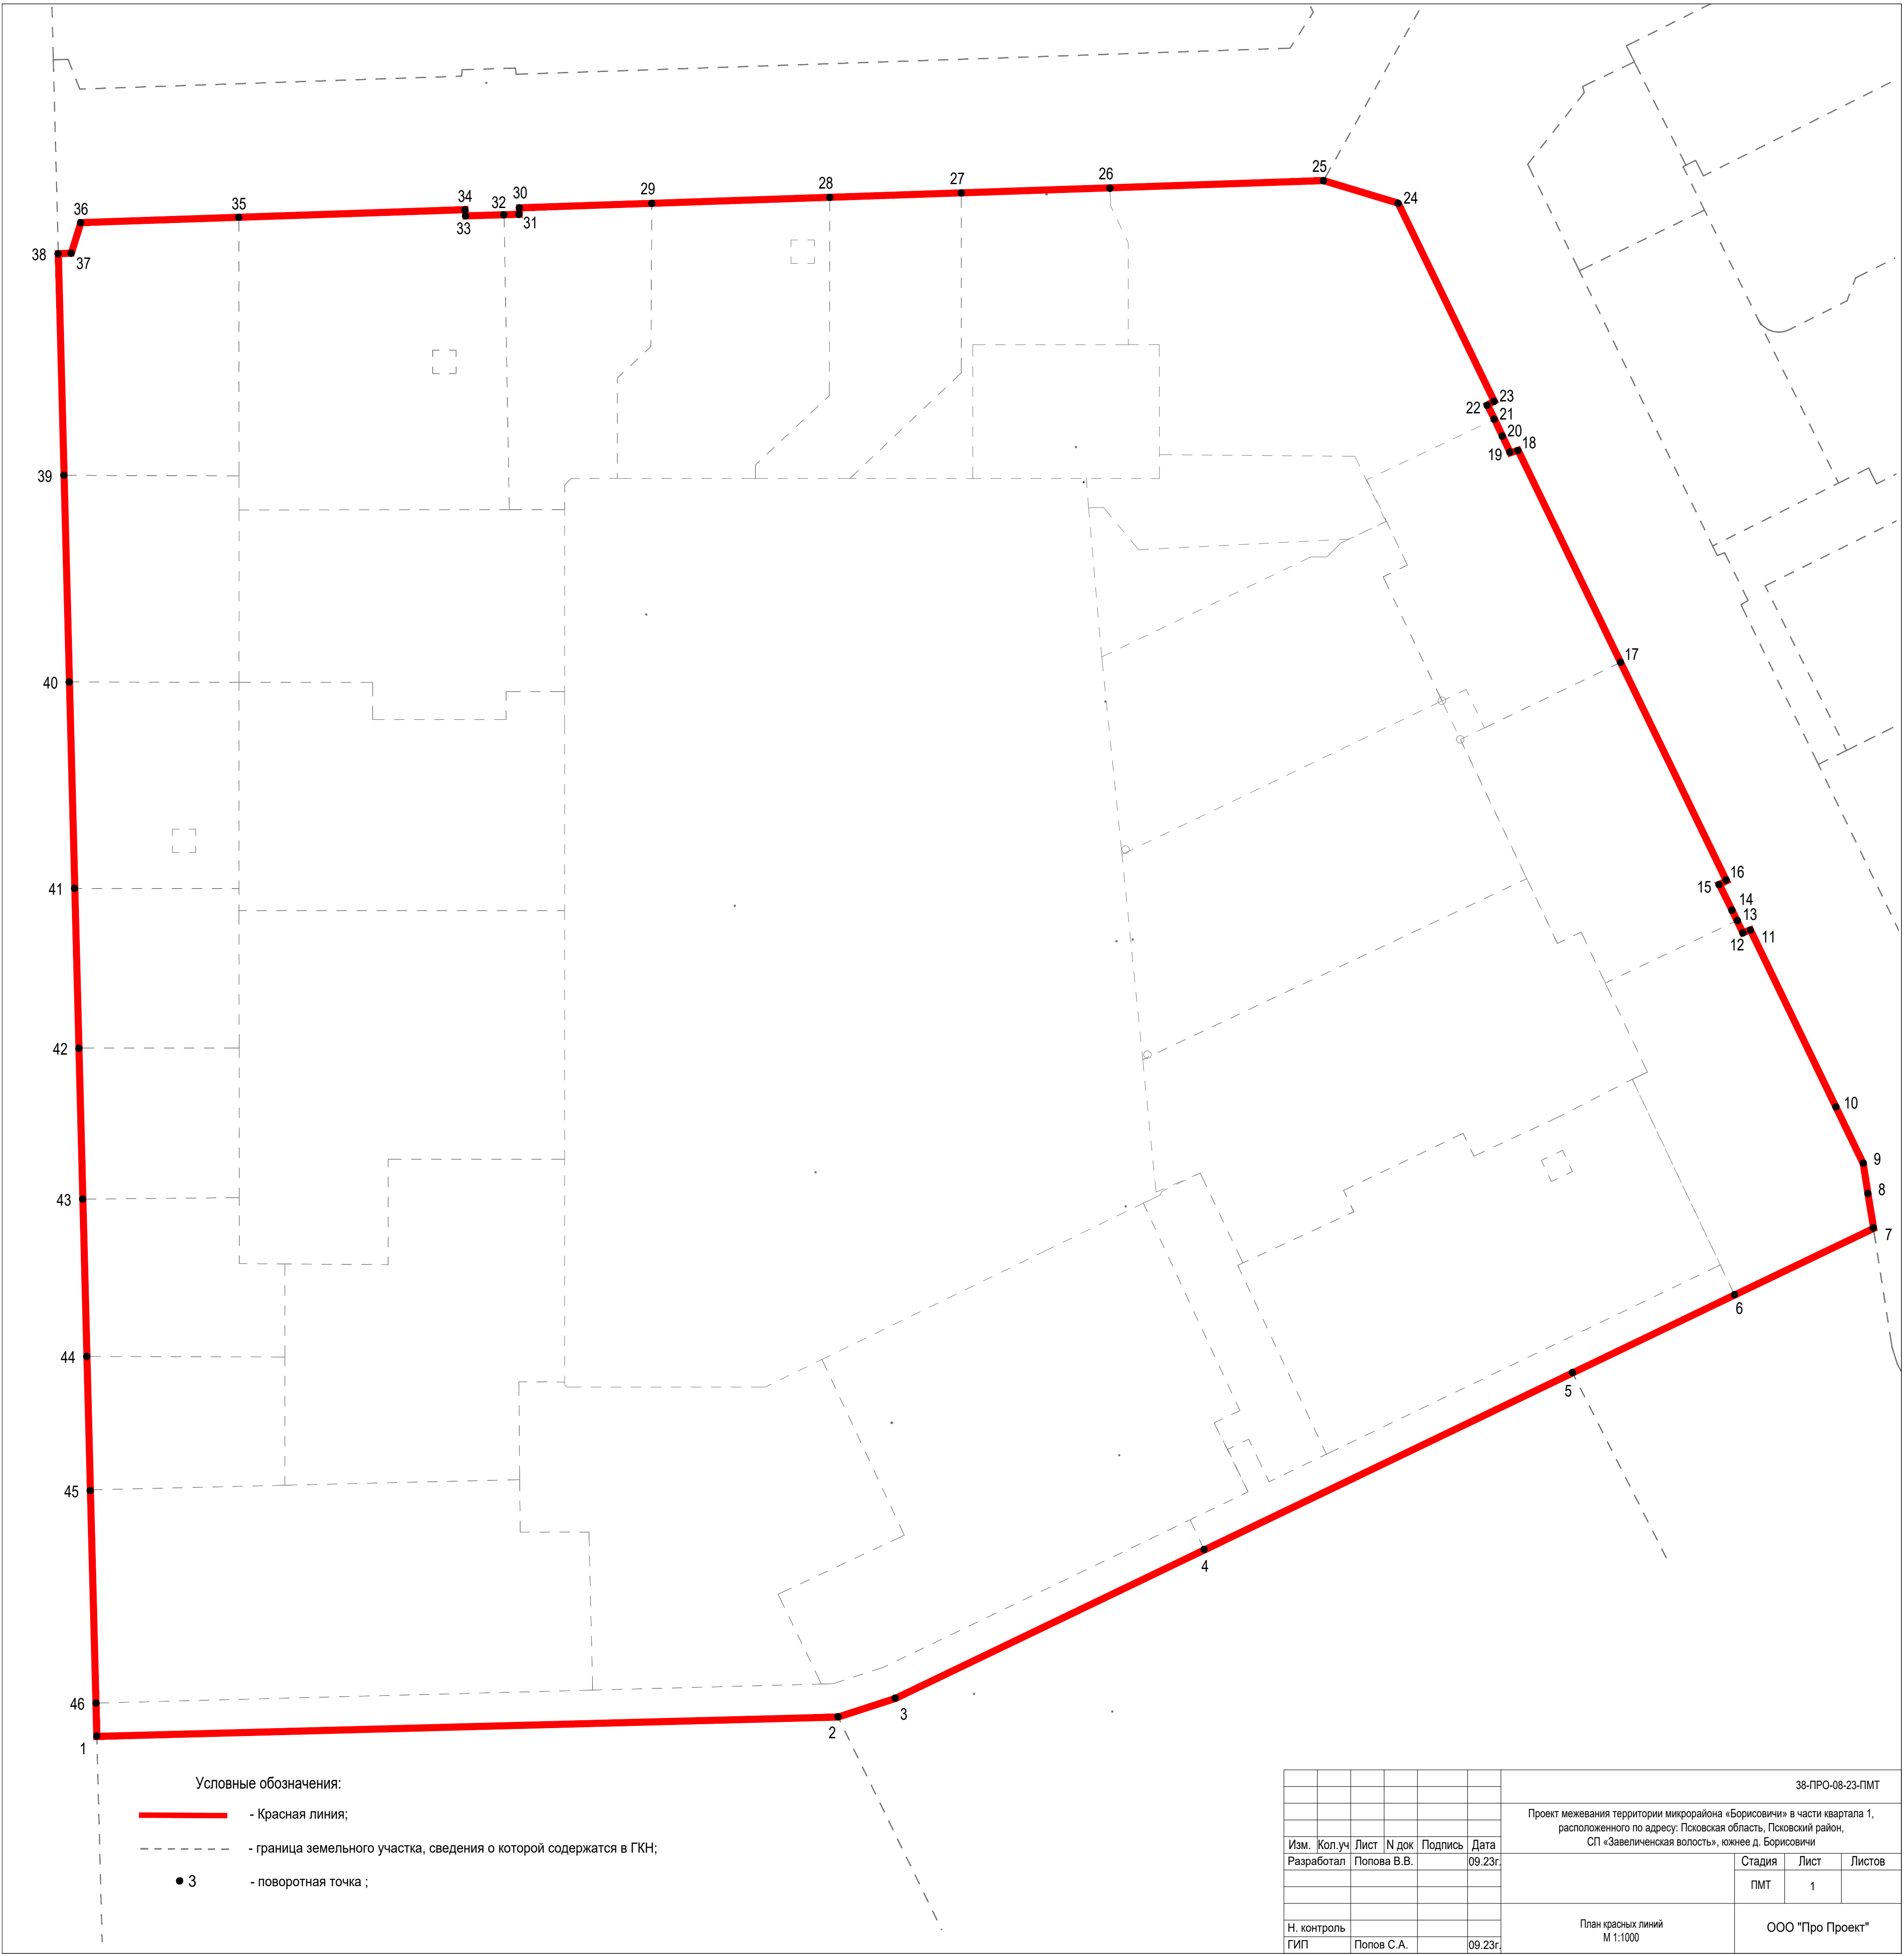 25
26
27
28
24
29
30
34
32
35
36
31
33
38
37
23
22
21
20
18
19
39
17
40
16
15
41
14
13
11
12
42
10
9
43
8
7
6
44
5
45
4
46
3
2
1
Условные обозначения:
- Красная линия;
- граница земельного участка, сведения о которой содержатся в ГКН;
3 - поворотная точка ;
38-ПРО-08-23-ПМТ
Проект межевания территории микрорайона «Борисовичи» в части квартала 1,
расположенного по адресу: Псковская область, Псковский район,
СП «Завеличенская волость», южнее д. Борисовичи
Изм. Кол.уч Лист N док Подпись Дата
Разработал Попова В.В. 09.23г.
Стадия Лист Листов
ПМТ 1
Н. контроль
ГИП Попов С.А. 09.23г.
План красных линий
М 1:1000
ООО "Про Проект"